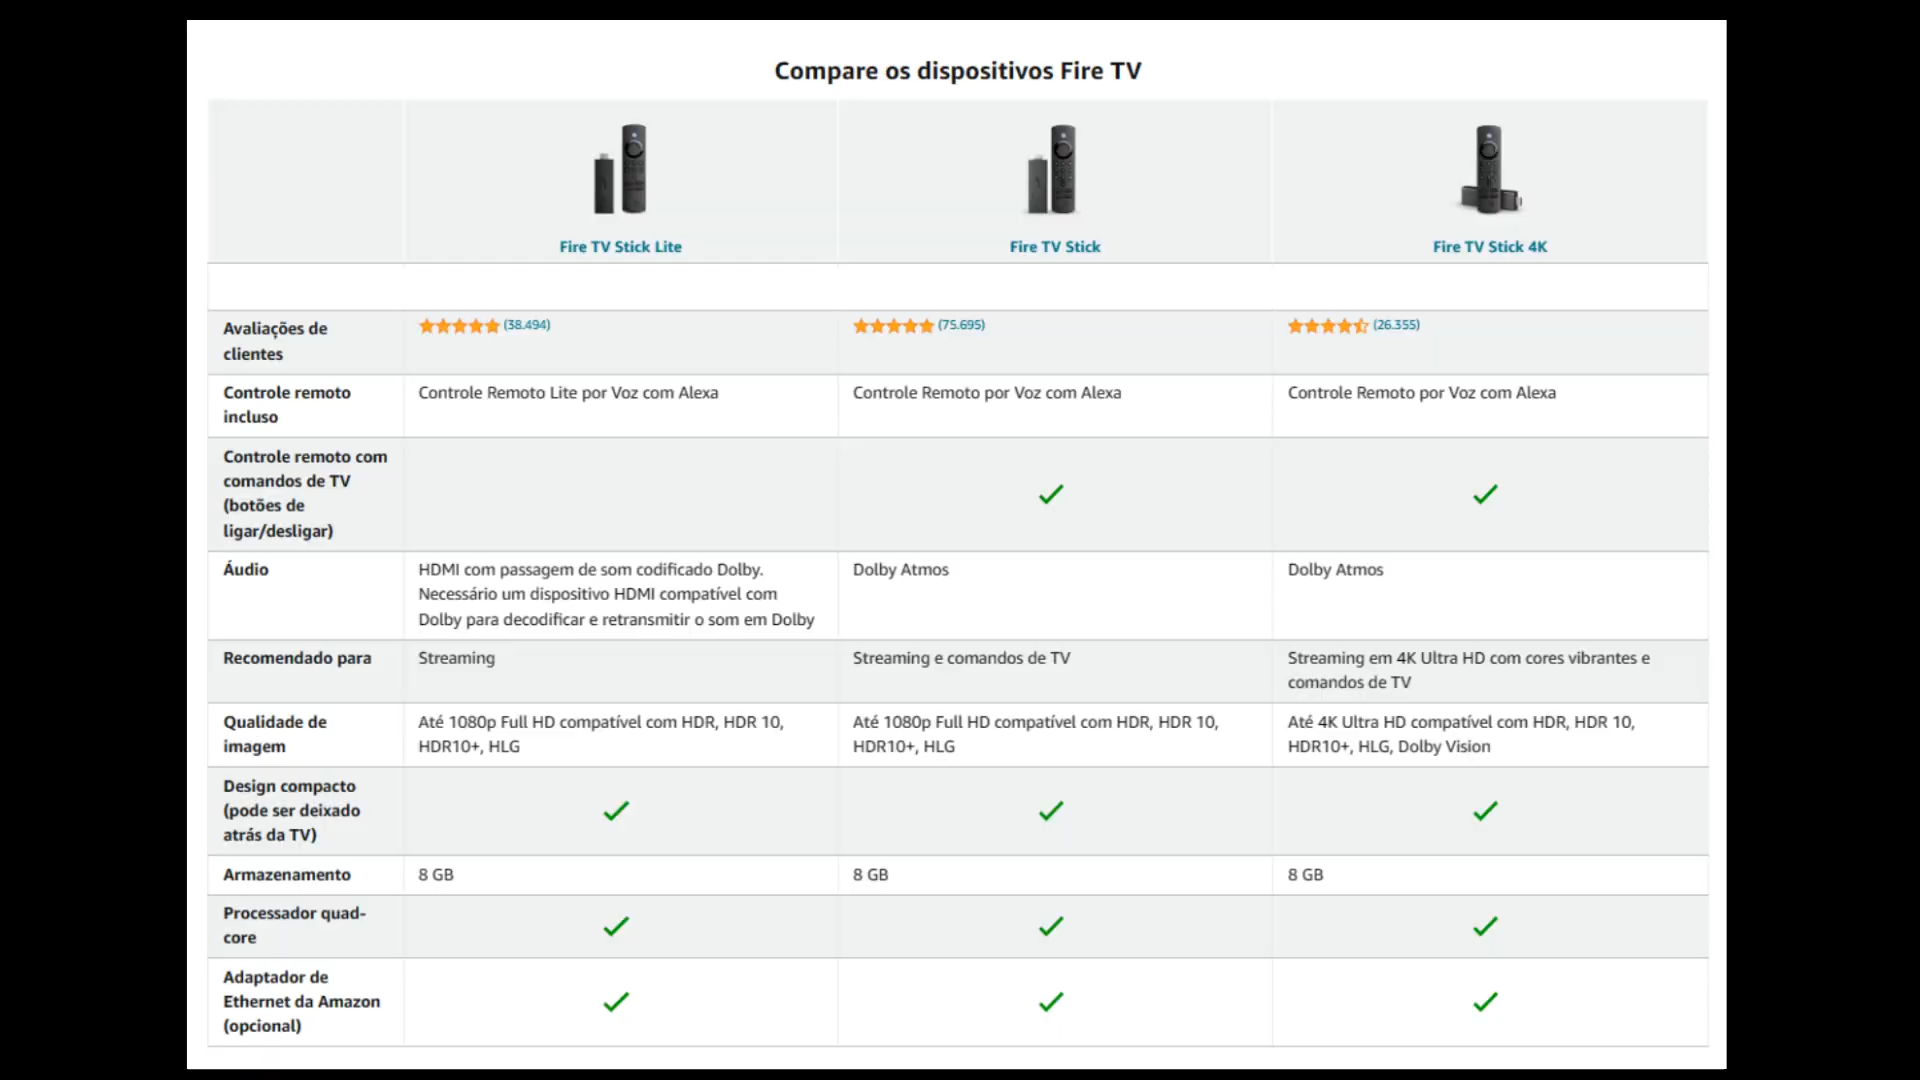 Compare os dispositivos Fire TV
Fire TV Stick Lite
Fire TV Stick
Fire TV Stick 4K
Avaliações de
clientes
(38.494)
(75.695)
(26.355)
Controle remoto
incluso
Controle Remoto Lite por Voz com Alexa
Controle Remoto por Voz com Alexa
Controle Remoto por Voz com Alexa
Controle remoto com
comandos de TV
(botões de
ligar/desligar)
Áudio
HDMI com passagem de som codificado Dolby.
Necessário um dispositivo HDMI compatível com
Dolby para decodificar e retransmitir o som em Dolby
Dolby Atmos
Dolby Atmos
Recomendado para
Streaming
Streaming e comandos de TV
Streaming em 4K Ultra HD com cores vibrantes e
comandos de TV
Qualidade de
imagem
Até 1080p Full HD compatível com HDR, HDR 10,
HDR10+, HLG
Até 1080p Full HD compatível com HDR, HDR 10,
HDR10+, HLG
Até 4K Ultra HD compatível com HDR, HDR 10,
HDR10+, HLG, Dolby Vision
Design compacto
(pode ser deixado
atrás da TV)
Armazenamento
8 GB
8 GB
8 GB
Processador quad-
core
Adaptador de
Ethernet da Amazon
(opcional)